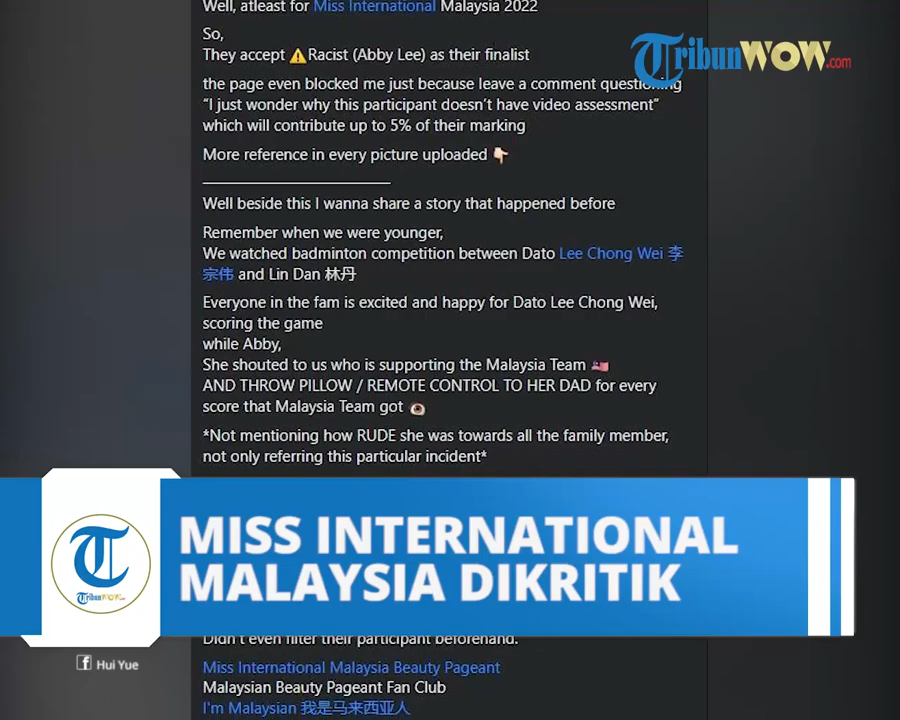 Well, atleast for Miss International Malaysia 2022
So,
They accept ⚠️Racist (Abby Lee) as their finalist
TribunWOW.com
the page even blocked me just because leave a comment questioning
“I just wonder why this participant doesn’t have video assessment”
which will contribute up to 5% of their marking
More reference in every picture uploaded 👇🏻
Well beside this I wanna share a story that happened before
Remember when we were younger,
We watched badminton competition between Dato Lee Chong Wei 李
宗伟 and Lin Dan 林丹
Everyone in the fam is excited and happy for Dato Lee Chong Wei,
scoring the game
while Abby,
She shouted to us who is supporting the Malaysia Team 🇲🇾
AND THROW PILLOW / REMOTE CONTROL TO HER DAD for every
score that Malaysia Team got 👁️
*Not mentioning how RUDE she was towards all the family member,
not only referring this particular incident*
MISS INTERNATIONAL
MALAYSIA DIKRITIK
T
TribunWOW.com
Didn’t even filter their participant beforehand.
f Hui Yue
Miss International Malaysia Beauty Pageant
Malaysian Beauty Pageant Fan Club
I'm Malaysian 我是马来西亚人